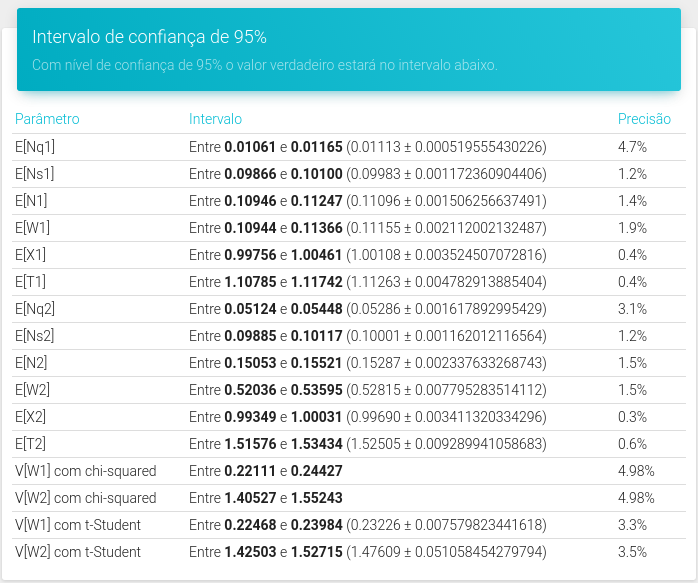 Intervalo de confiança de 95%
Com nível de confiança de 95% o valor verdadeiro estará no intervalo abaixo.
Parâmetro Intervalo Precisão
E[Nq1] Entre 0.01061 e 0.01165 (0.01113 ± 0.000519555430226) 4.7%
E[Ns1] Entre 0.09866 e 0.10100 (0.09983 ± 0.001172360904406) 1.2%
E[N1] Entre 0.10946 e 0.11247 (0.11096 ± 0.001506256637491) 1.4%
E[W1] Entre 0.10944 e 0.11366 (0.11155 ± 0.002112002132487) 1.9%
E[X1] Entre 0.99756 e 1.00461 (1.00108 ± 0.003524507072816) 0.4%
E[T1] Entre 1.10785 e 1.11742 (1.11263 ± 0.004782913885404) 0.4%
E[Nq2] Entre 0.05124 e 0.05448 (0.05286 ± 0.001617892995429) 3.1%
E[Ns2] Entre 0.09885 e 0.10117 (0.10001 ± 0.001162012116564) 1.2%
E[N2] Entre 0.15053 e 0.15521 (0.15287 ± 0.002337633268743) 1.5%
E[W2] Entre 0.52036 e 0.53595 (0.52815 ± 0.007795283514112) 1.5%
E[X2] Entre 0.99349 e 1.00031 (0.99690 ± 0.003411320334296) 0.3%
E[T2] Entre 1.51576 e 1.53434 (1.52505 ± 0.009289941058683) 0.6%
V[W1] com chi-squared Entre 0.22111 e 0.24427 4.98%
V[W2] com chi-squared Entre 1.40527 e 1.55243 4.98%
V[W1] com t-Student Entre 0.22468 e 0.23984 (0.23226 ± 0.007579823441618) 3.3%
V[W2] com t-Student Entre 1.42503 e 1.52715 (1.47609 ± 0.051058454279794) 3.5%